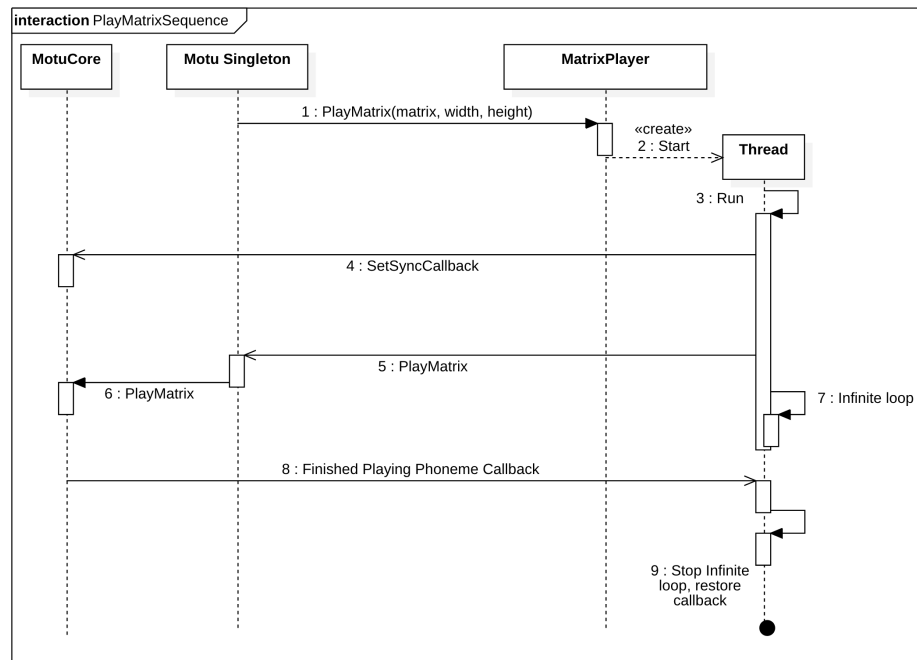 interaction PlayMatrixSequence
MotuCore
Motu Singleton
MatrixPlayer
1 : PlayMatrix(matrix, width, height)
«create»
2 : Start
Thread
3 : Run
4 : SetSyncCallback
5 : PlayMatrix
6 : PlayMatrix
7 : Infinite loop
8 : Finished Playing Phoneme Callback
9 : Stop Infinite
loop, restore
callback